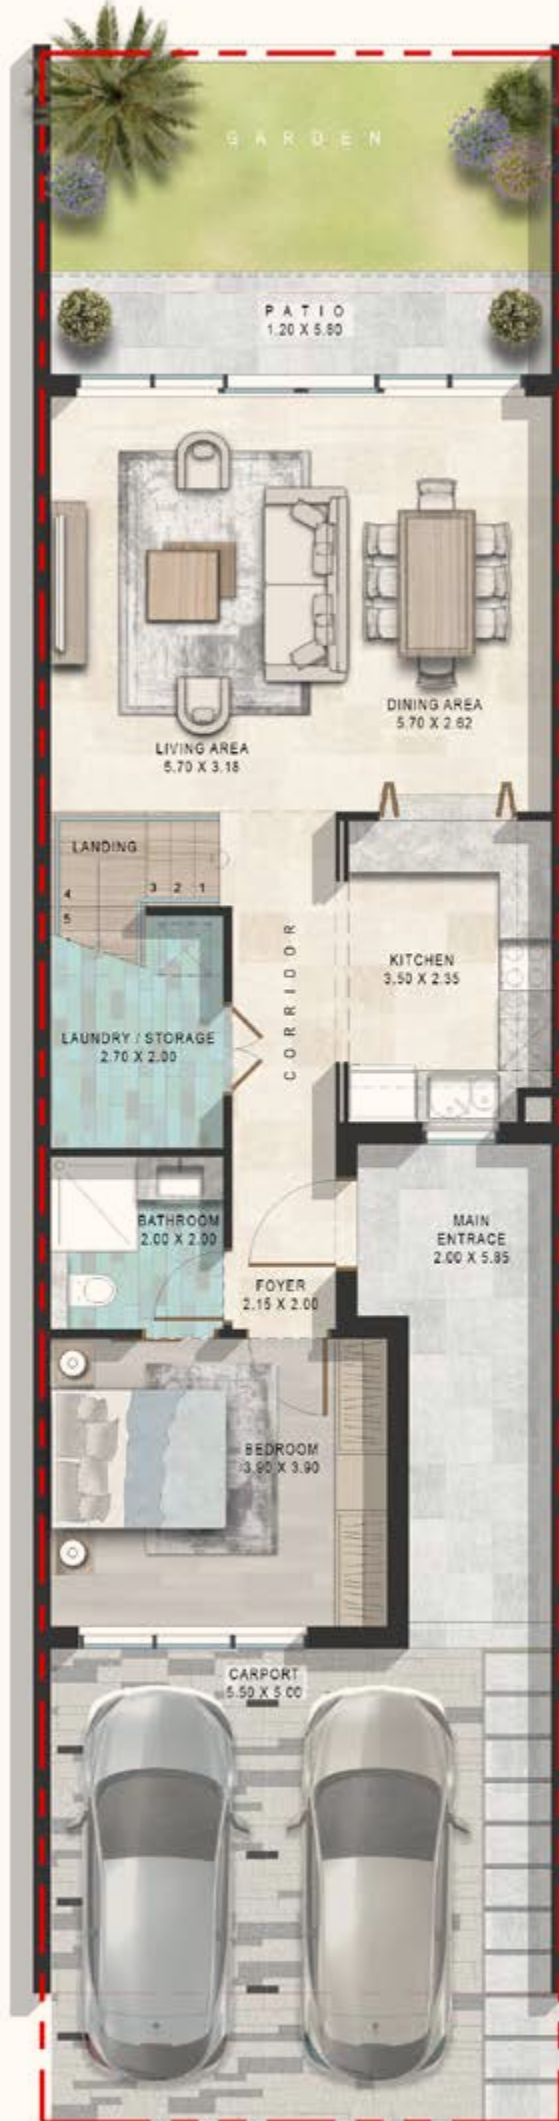 GARDEN
PATIO
1.20 X 5.80
DINING AREA
5.70 X 2.62
LIVING AREA
5.70 X 3.18
LANDING
3 2 1
4
5
CORRIDOR
KITCHEN
3.50 X 2.35
LAUNDRY / STORAGE
2.70 X 2.00
BATHROOM
2.00 X 2.00
MAIN
ENTRACE
2.00 X 5.85
FOYER
2.15 X 2.00
BEDROOM
3.90 X 3.90
CARPORT
5.50 X 5.00